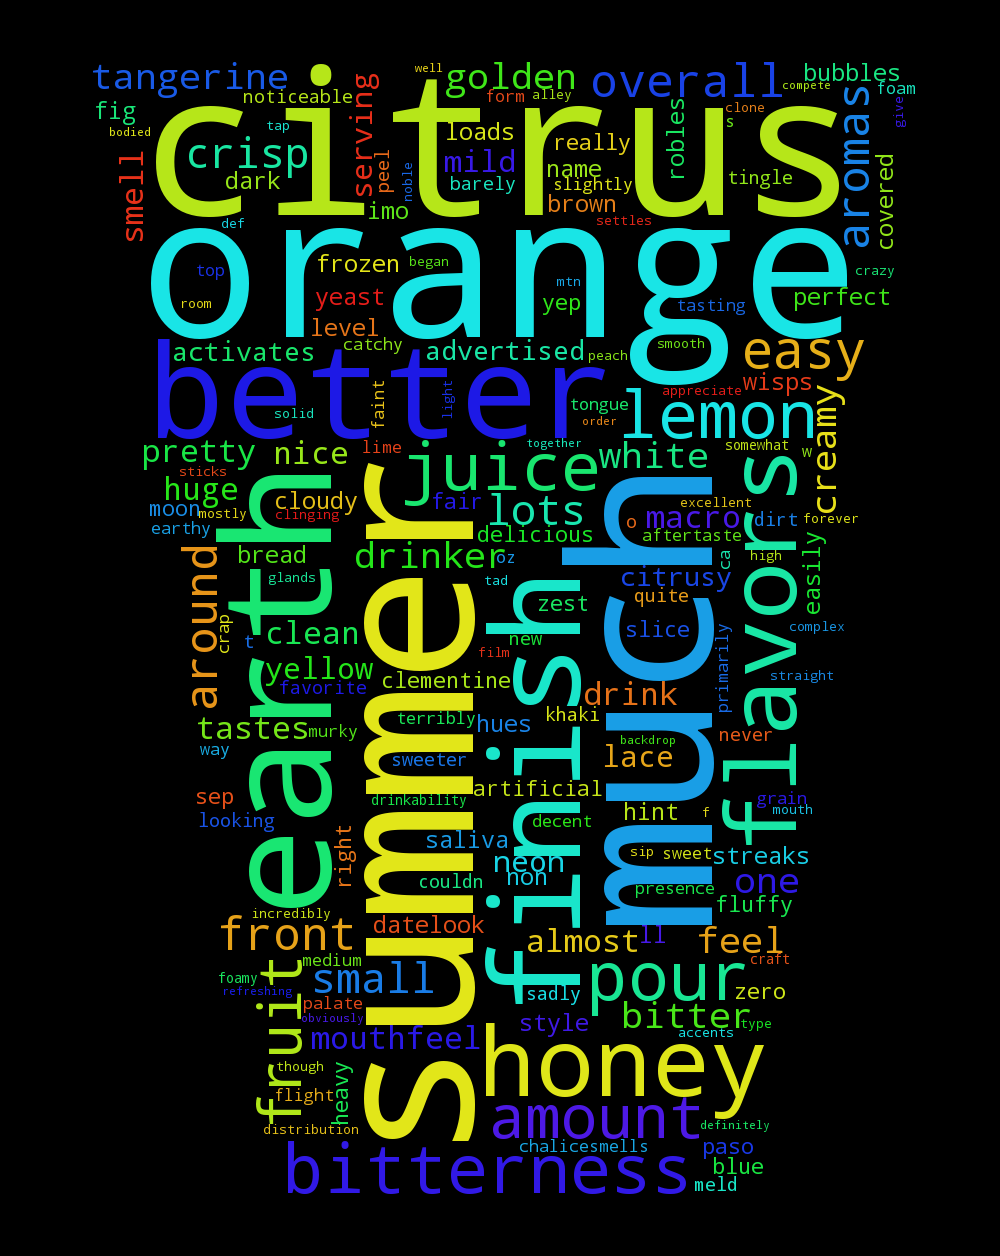 well
tangerine
golden
overall
bubbles
compete
foam
fig
noticeable
serving
form
alley
aromas
give
citrus
bodied
tap
loads
really
robles
clone
s
smell
crisp
peel
noble
mild
name
tingle
covered
dark
barely
slightly
imo
brown
settles
def
orange
top
frozen
began
mtn
crazy
room
yeast
yep
tasting
perfect
level
activates
catchy
advertised
peach
smooth
easy
better
faint
light
appreciate
wisps
solid
tongue
order
lemon
creamy
pretty
nice
lime
juice
together
white
somewhat
w
sticks
huge
moon
mostly
cloudy
clinging
fair
lots
excellent
o
macro
dirt
forever
earthy
delicious
aftertaste
flavors
earth
summer
finish
much
around
bread
drinker
oz
ca
high
easily
glands
tad
citrusy
crap
t
clean
zest
quite
new
slice
complex
film
primarily
yellow
favorite
clementine
drink
straight
tastes
murky
terribly
hues
khaki
never
way
sweeter
backdrop
lace
sep
drinkability
artificial
hint
f
grain
mouth
looking
decent
right
saliva
neon
sip
sweet
streaks
couldn
non
presence
one
fluffy
incredibly
front
datelook
almost
ll
feel
craft
medium
foamy
refreshing
small
sadly
pour
zero
palate
obviously
fruit
mouthfeel
style
bitter
type
accents
though
heavy
honey
flight
distribution
amount
definitely
chalicesmells
paso
bitterness
blue
meld